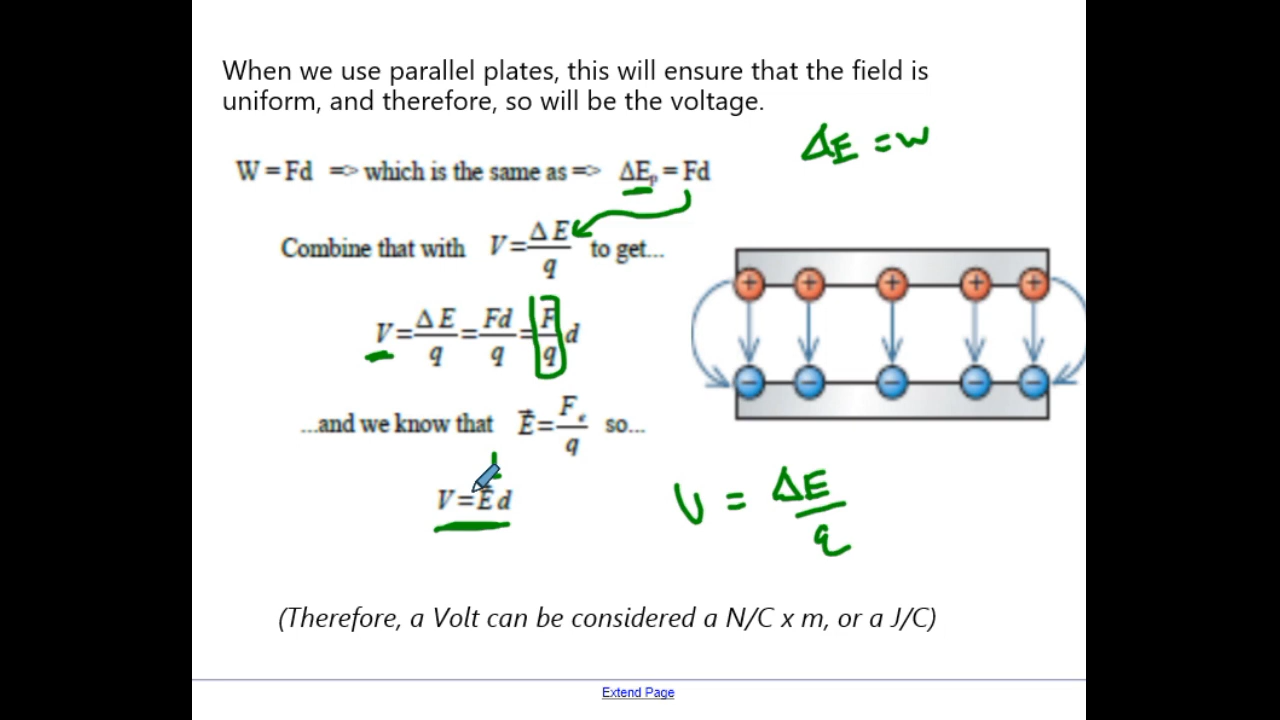 When we use parallel plates, this will ensure that the field is
uniform, and therefore, so will be the voltage.
ΔE = W
W = Fd => which is the same as => ΔEₚ = Fd
Combine that with V = ΔE/q to get...
V = ΔE/q = Fd/q = F/q d
...and we know that E⃗ = Fₑ/q so...
V = E⃗ d
V = ΔE/q
(Therefore, a Volt can be considered a N/C x m, or a J/C)
Extend Page